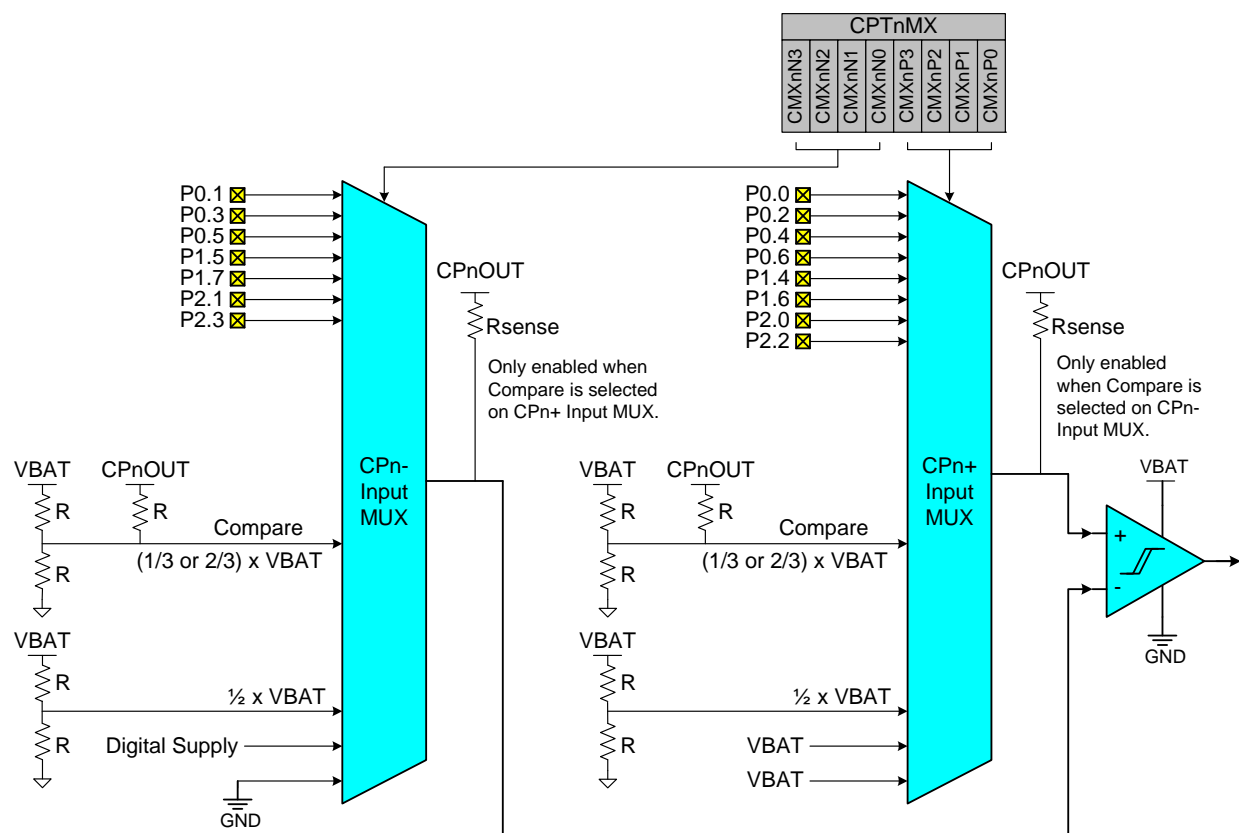 CPTnMX
CMXnN3
CMXnN2
CMXnN1
CMXnN0
CMXnP3
CMXnP2
CMXnP1
CMXnP0
P0.1
P0.3
P0.5
P1.5
P1.7
P2.1
P2.3
CPnOUT
Rsense
Only enabled when
Compare is selected
on CPn+ Input MUX.
VBAT
R
R
CPnOUT
R
Compare
(1/3 or 2/3) x VBAT
VBAT
R
R
½ x VBAT
Digital Supply
GND
CPn-
Input
MUX
P0.0
P0.2
P0.4
P0.6
P1.4
P1.6
P2.0
P2.2
CPnOUT
Rsense
Only enabled
when Compare is
selected on CPn-
Input MUX.
VBAT
R
R
CPnOUT
R
Compare
(1/3 or 2/3) x VBAT
VBAT
R
R
½ x VBAT
VBAT
VBAT
CPn+
Input
MUX
VBAT
+
-
GND